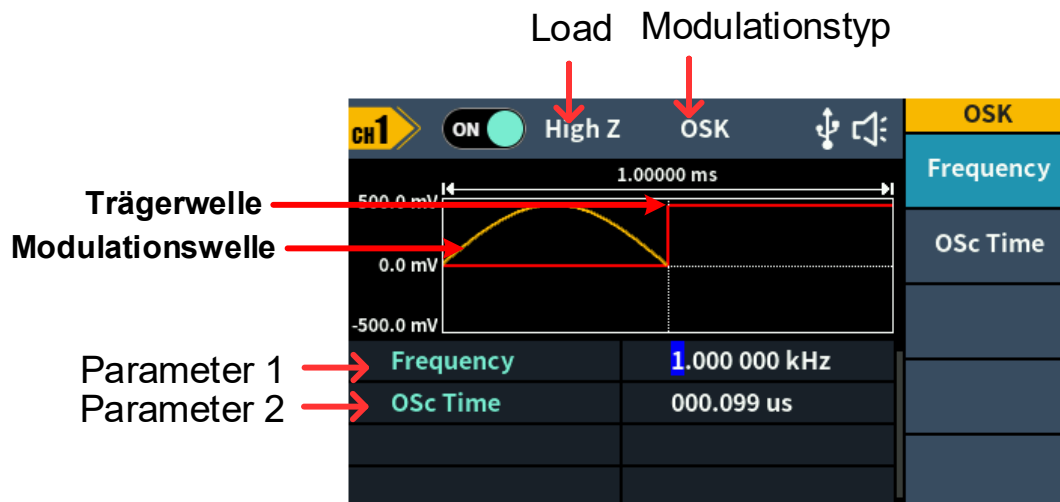 Load Modulationstyp
CH1 ON High Z OSK
OSK
Frequency
OSc Time
1.00000 ms
500.0 mV
Trägerwelle
Modulationswelle
0.0 mV
-500.0 mV
Parameter 1
Frequency 1.000 000 kHz
Parameter 2
OSc Time 000.099 us